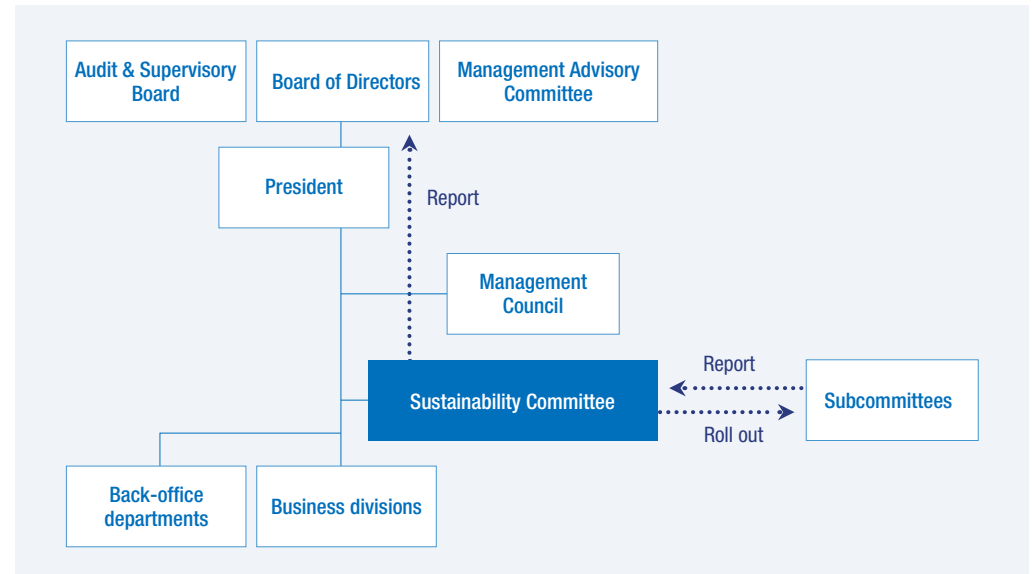 Audit & Supervisory
Board
Board of Directors
Management Advisory
Committee
President
Report
Management
Council
Sustainability Committee
Report
Roll out
Subcommittees
Back-office
departments
Business divisions